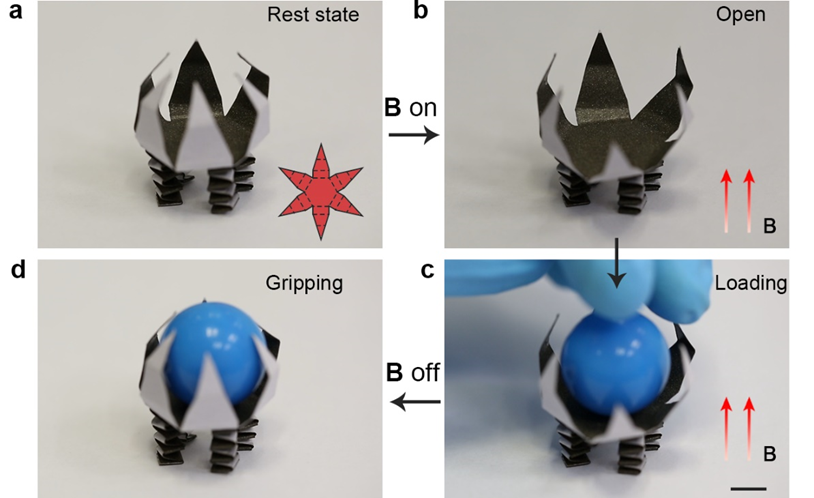 a
Rest state
B on
b
Open
B
d
Gripping
B off
c
Loading
B